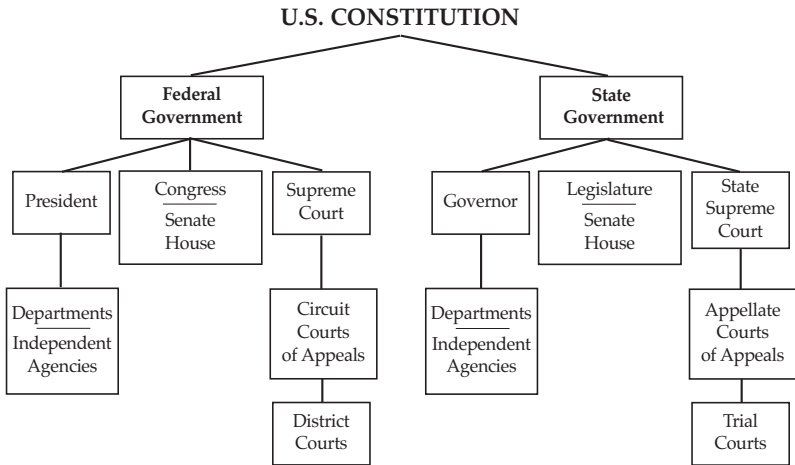 U.S. CONSTITUTION
Federal
Government
State
Government
President
Congress
Senate
House
Supreme
Court
Governor
Legislature
Senate
House
State
Supreme
Court
Departments
Independent
Agencies
Circuit
Courts
of Appeals
Departments
Independent
Agencies
Appellate
Courts
of Appeals
District
Courts
Trial
Courts